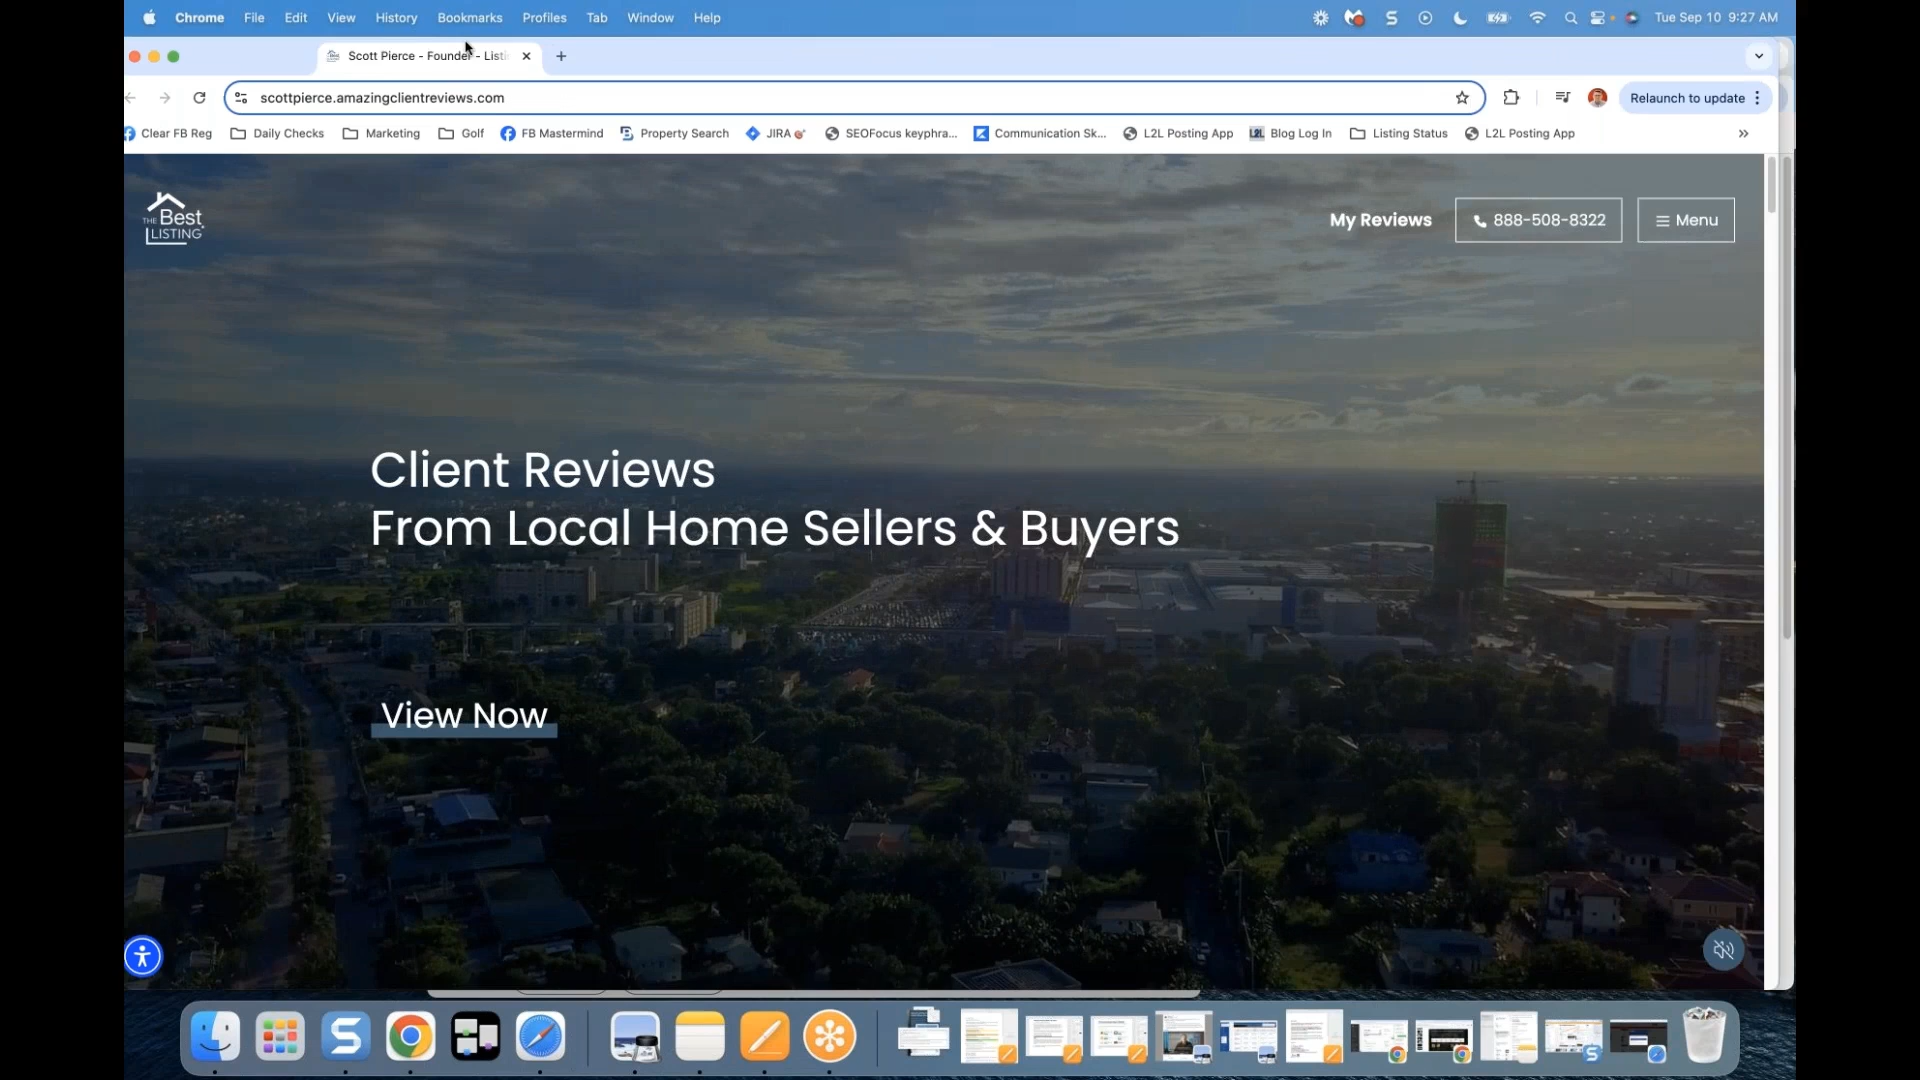 Chrome File Edit View History Bookmarks Profiles Tab Window Help
Tue Sep 10 9:27 AM
Scott Pierce - Founder - Listi
scottpierce.amazingclientreviews.com
Relaunch to update
Clear FB Reg
Daily Checks
Marketing
Golf
FB Mastermind
Property Search
JIRA
SEOFocus keyphra...
Communication Sk...
L2L Posting App
Blog Log In
Listing Status
L2L Posting App
THE Best
LISTING
My Reviews
888-508-8322
Menu
Client Reviews
From Local Home Sellers & Buyers
View Now